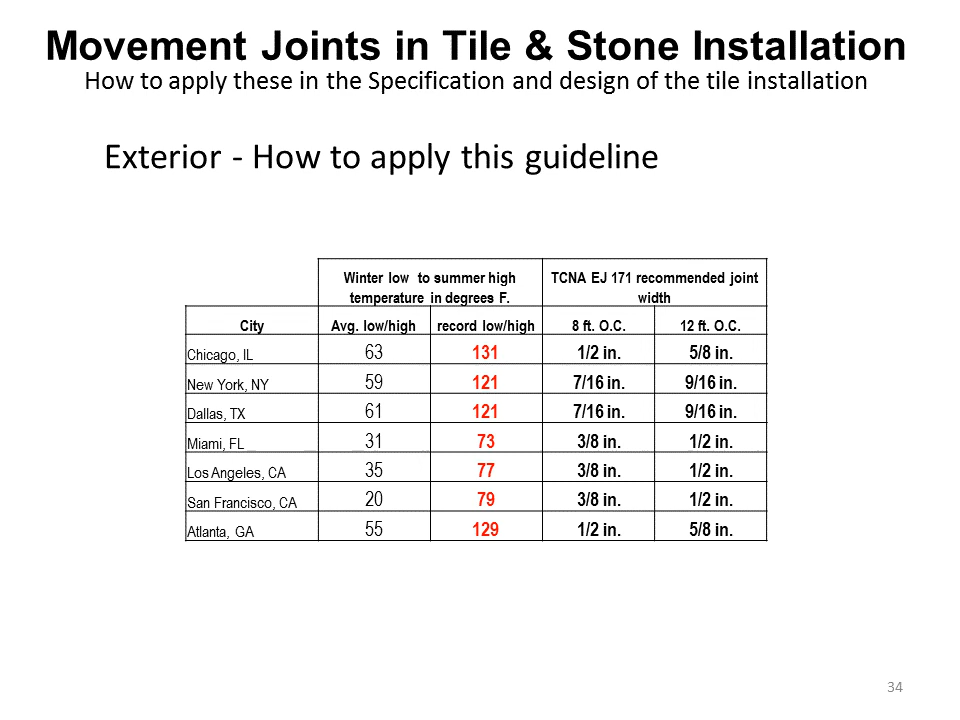 Movement Joints in Tile & Stone Installation
How to apply these in the Specification and design of the tile installation
Exterior - How to apply this guideline
Winter low to summer high temperature in degrees F. TCNA EJ 171 recommended joint width
City Avg. low/high record low/high 8 ft. O.C. 12 ft. O.C.
Chicago, IL 63 131 1/2 in. 5/8 in.
New York, NY 59 121 7/16 in. 9/16 in.
Dallas, TX 61 121 7/16 in. 9/16 in.
Miami, FL 31 73 3/8 in. 1/2 in.
Los Angeles, CA 35 77 3/8 in. 1/2 in.
San Francisco, CA 20 79 3/8 in. 1/2 in.
Atlanta, GA 55 129 1/2 in. 5/8 in.
34